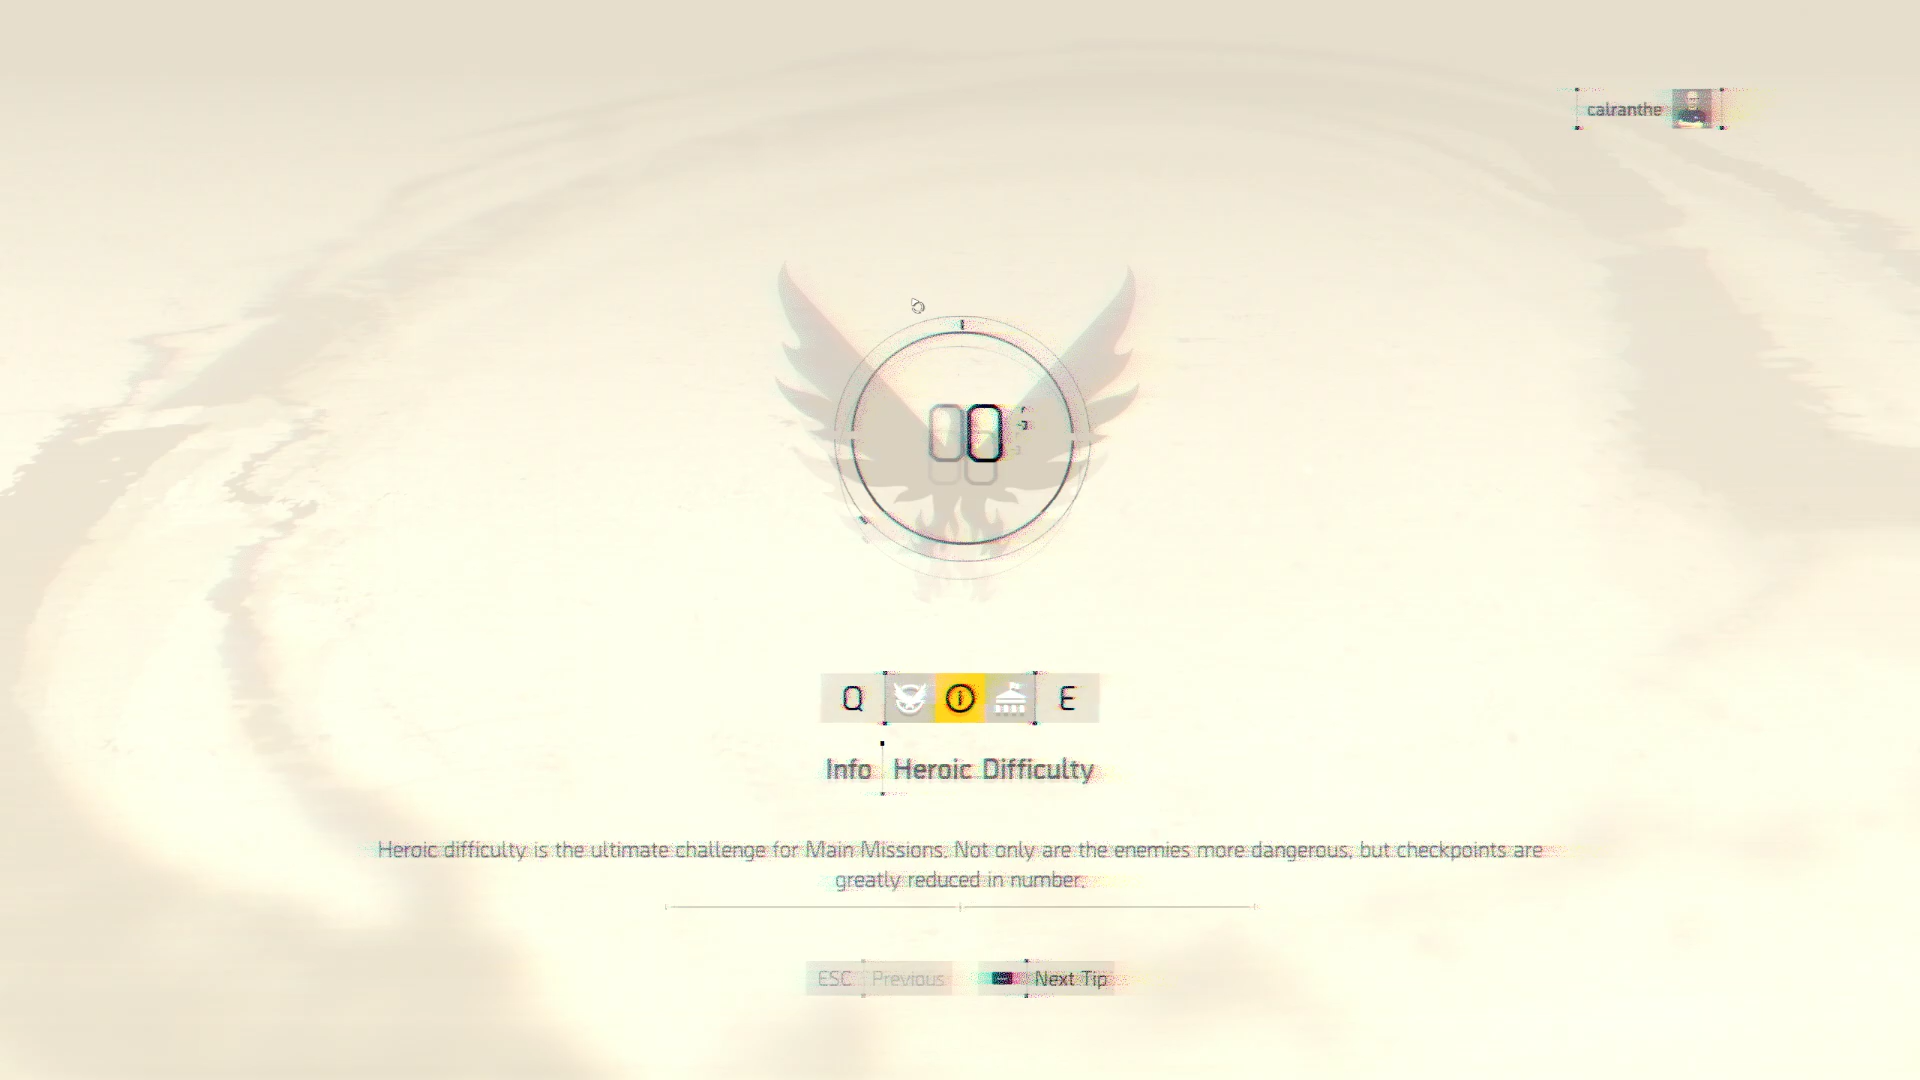 calranthe
00
Q E
Info Heroic Difficulty
Heroic difficulty is the ultimate challenge for Main Missions. Not only are the enemies more dangerous, but checkpoints are
greatly reduced in number.
ESC Previous Next Tip